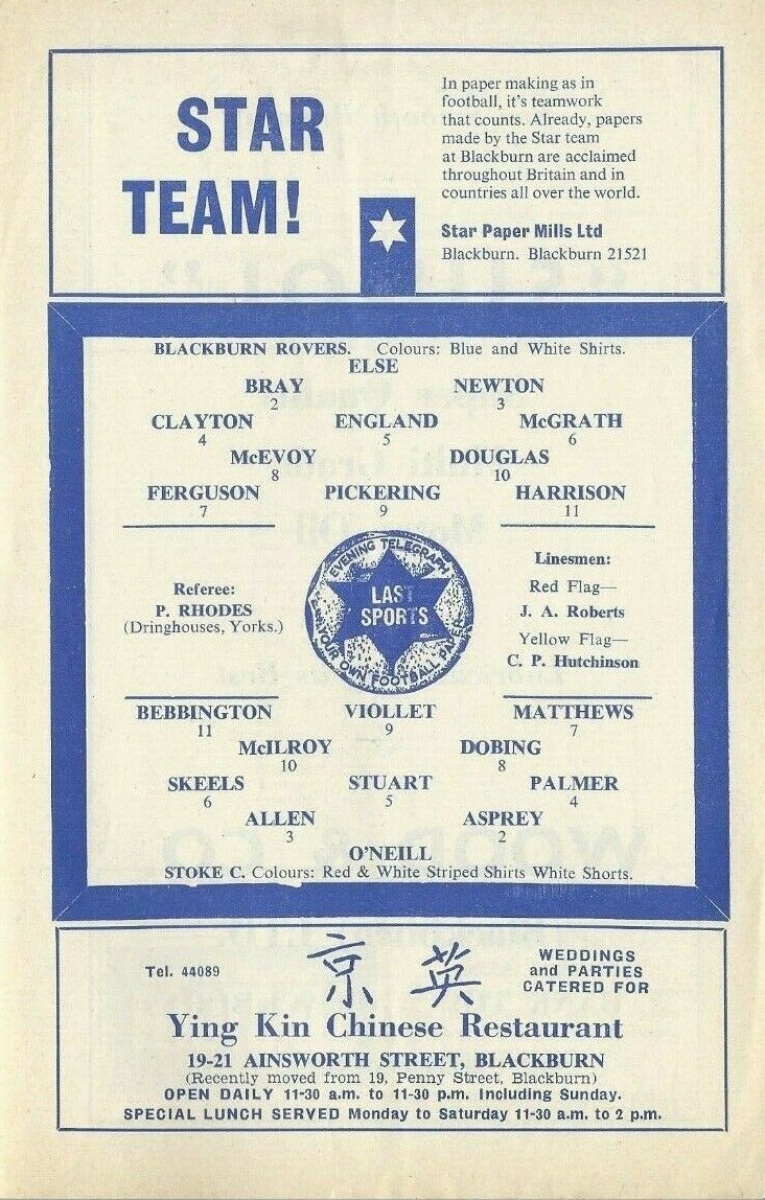 STAR
TEAM!
In paper making as in
football, it's teamwork
that counts. Already, papers
made by the Star team
at Blackburn are acclaimed
throughout Britain and in
countries all over the world.
Star Paper Mills Ltd
Blackburn. Blackburn 21521
BLACKBURN ROVERS. Colours: Blue and White Shirts.
ELSE
BRAY NEWTON
2 3
CLAYTON ENGLAND McGRATH
4 5 6
McEVOY DOUGLAS
8 10
FERGUSON PICKERING HARRISON
7 9 11
Referee:
P. RHODES
(Dringhouses, Yorks.)
EVENING TELEGRAPH
LAST
SPORTS
YOUR OWN FOOTBALL PAPER
Linesmen:
Red Flag—
J. A. Roberts
Yellow Flag—
C. P. Hutchinson
BEBBINGTON VIOLLET MATTHEWS
11 9 7
McILROY DOBING
10 8
SKEELS STUART PALMER
6 5 4
ALLEN ASPREY
3 2
O'NEILL
STOKE C. Colours: Red & White Striped Shirts White Shorts.
Tel. 44089
京英
WEDDINGS
and PARTIES
CATERED FOR
Ying Kin Chinese Restaurant
19-21 AINSWORTH STREET, BLACKBURN
(Recently moved from 19, Penny Street, Blackburn)
OPEN DAILY 11-30 a.m. to 11-30 p.m. Including Sunday.
SPECIAL LUNCH SERVED Monday to Saturday 11-30 a.m. to 2 p.m.